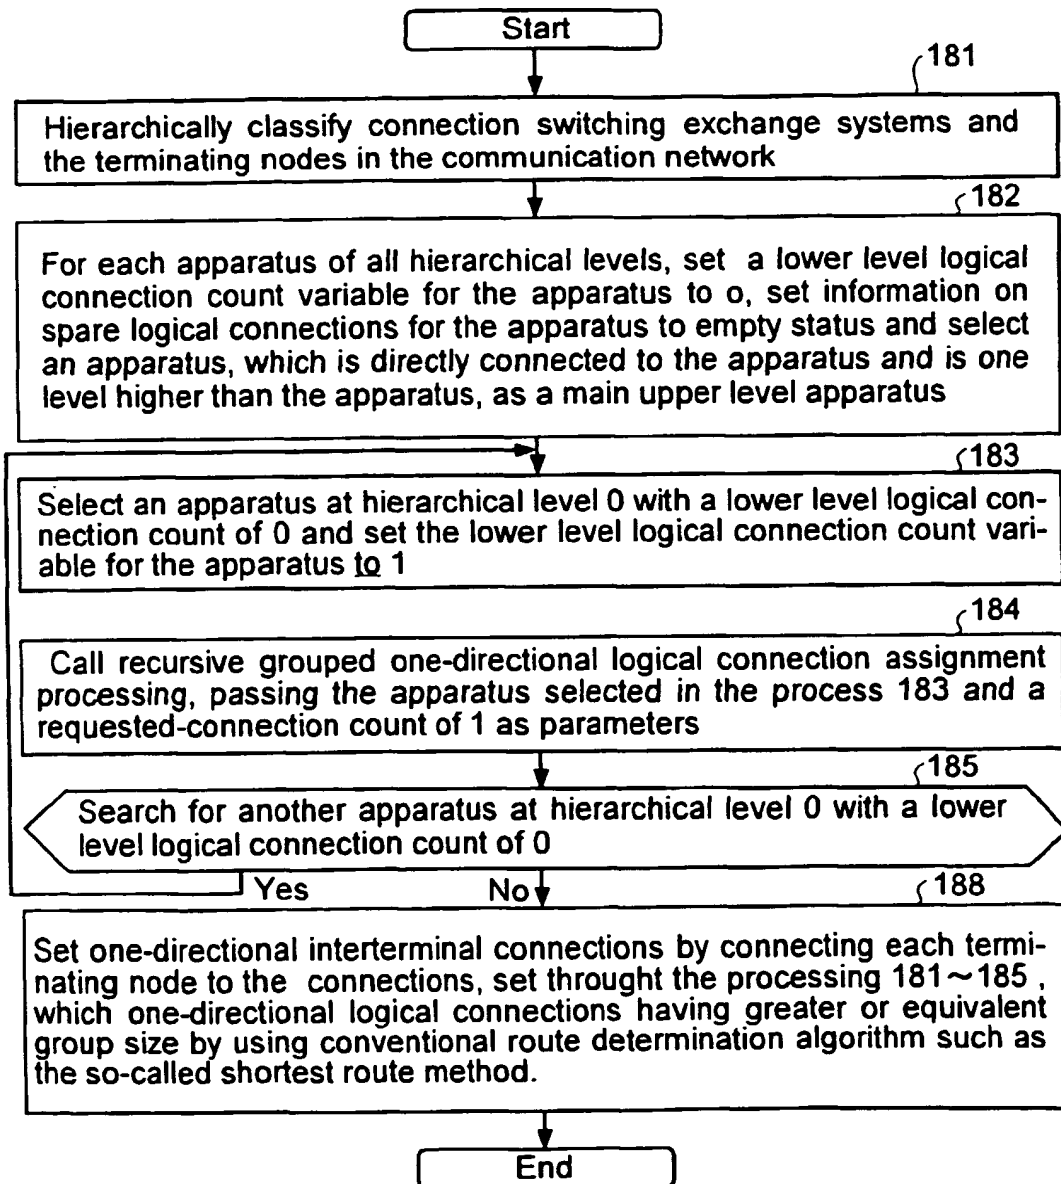 Start
181
Hierarchically classify connection switching exchange systems and
the terminating nodes in the communication network
182
For each apparatus of all hierarchical levels, set a lower level logical
connection count variable for the apparatus to o, set information on
spare logical connections for the apparatus to empty status and select
an apparatus, which is directly connected to the apparatus and is one
level higher than the apparatus, as a main upper level apparatus
183
Select an apparatus at hierarchical level 0 with a lower level logical con-
nection count of 0 and set the lower level logical connection count vari-
able for the apparatus to 1
184
Call recursive grouped one-directional logical connection assignment
processing, passing the apparatus selected in the process 183 and a
requested-connection count of 1 as parameters
185
Search for another apparatus at hierarchical level 0 with a lower
level logical connection count of 0
Yes
No
188
Set one-directional interterminal connections by connecting each termi-
nating node to the connections, set throught the processing 181~185 ,
which one-directional logical connections having greater or equivalent
group size by using conventional route determination algorithm such as
the so-called shortest route method.
End